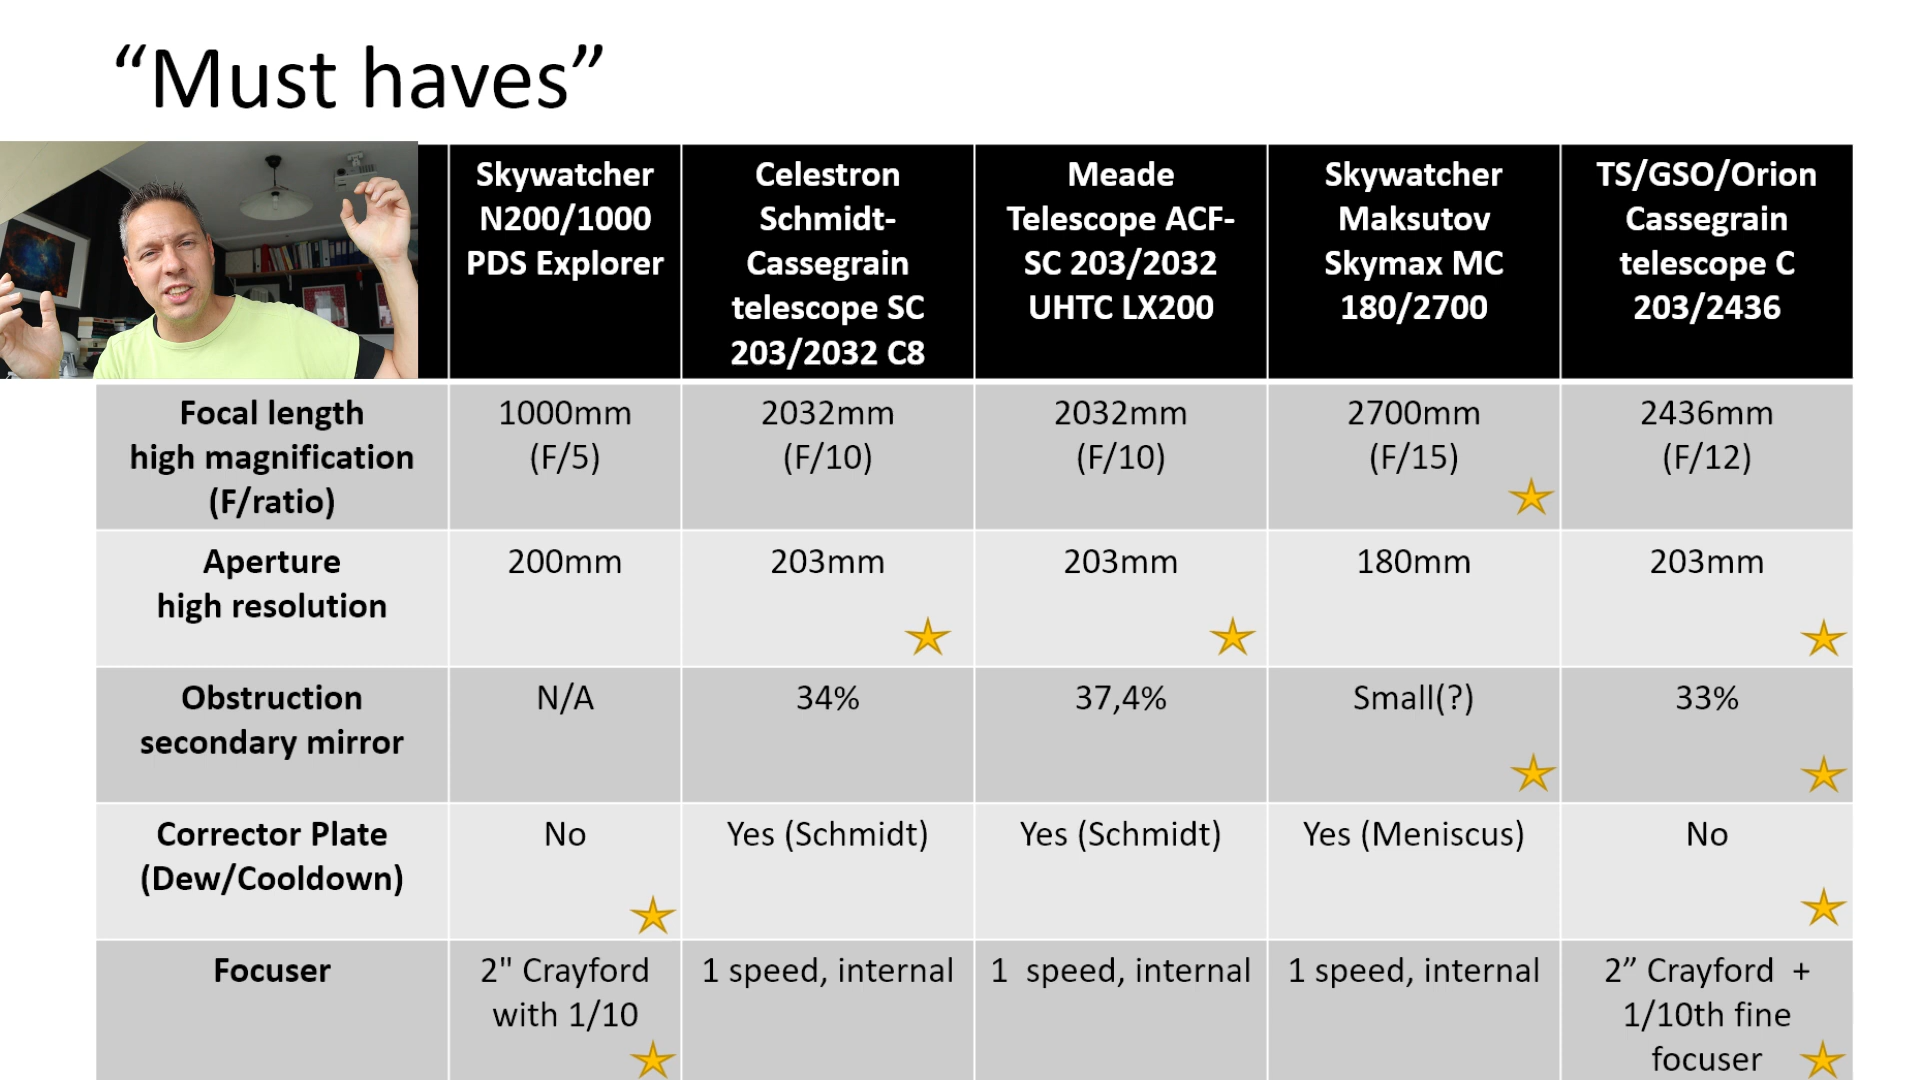 “Must haves”
Skywatcher
N200/1000
PDS Explorer
Celestron
Schmidt-
Cassegrain
telescope SC
203/2032 C8
Meade
Telescope ACF-
SC 203/2032
UHTC LX200
Skywatcher
Maksutov
Skymax MC
180/2700
TS/GSO/Orion
Cassegrain
telescope C
203/2436
Focal length
high magnification
(F/ratio)
1000mm
(F/5)
2032mm
(F/10)
2032mm
(F/10)
2700mm
(F/15)
2436mm
(F/12)
Aperture
high resolution
200mm
203mm
203mm
180mm
203mm
Obstruction
secondary mirror
N/A
34%
37,4%
Small(?)
33%
Corrector Plate
(Dew/Cooldown)
No
Yes (Schmidt)
Yes (Schmidt)
Yes (Meniscus)
No
Focuser
2" Crayford
with 1/10
1 speed, internal
1  speed, internal
1 speed, internal
2” Crayford  +
1/10th fine
focuser